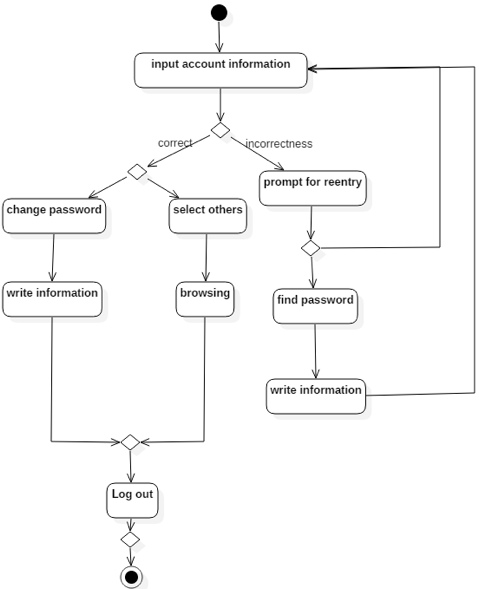 input account information
correct
incorrectness
prompt for reentry
change password
select others
write information
browsing
find password
write information
Log out